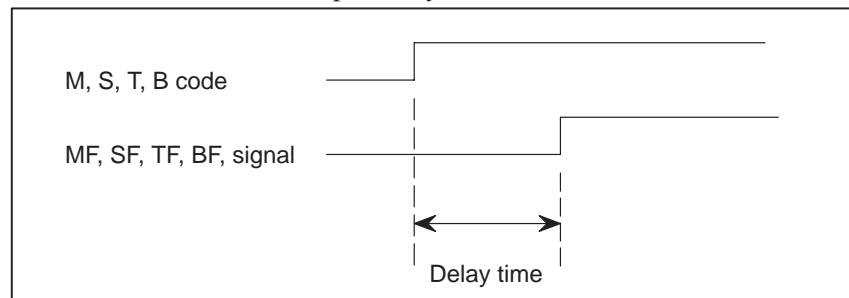 M, S, T, B code
MF, SF, TF, BF, signal
Delay time